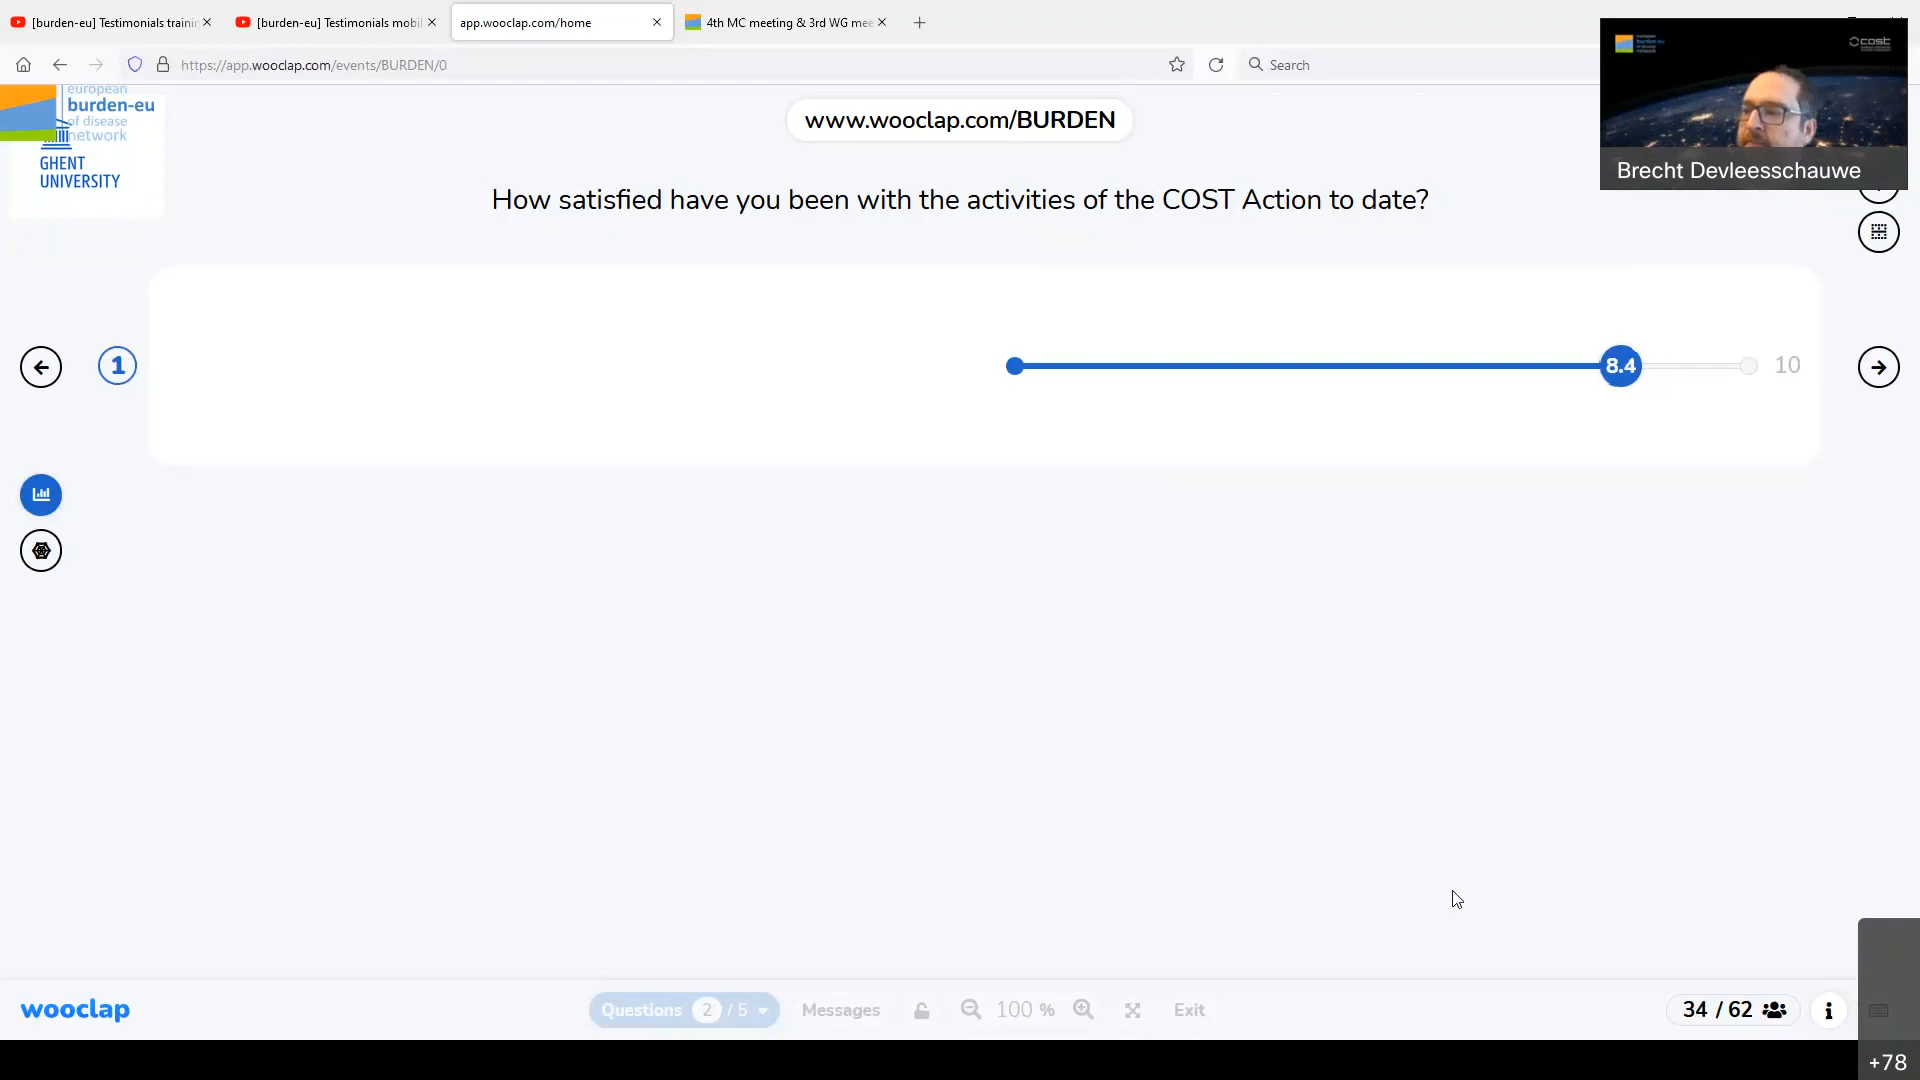 [burden-eu] Testimonials trainin
[burden-eu] Testimonials mobil
app.wooclap.com/home
4th MC meeting & 3rd WG mee
https://app.wooclap.com/events/BURDEN/0
Search
european
burden-eu
of disease
network
GHENT
UNIVERSITY
www.wooclap.com/BURDEN
cost
Brecht Devleesschauwe
How satisfied have you been with the activities of the COST Action to date?
1
8.4
10
wooclap
Questions 2 / 5
Messages
100 %
Exit
34 / 62
+78